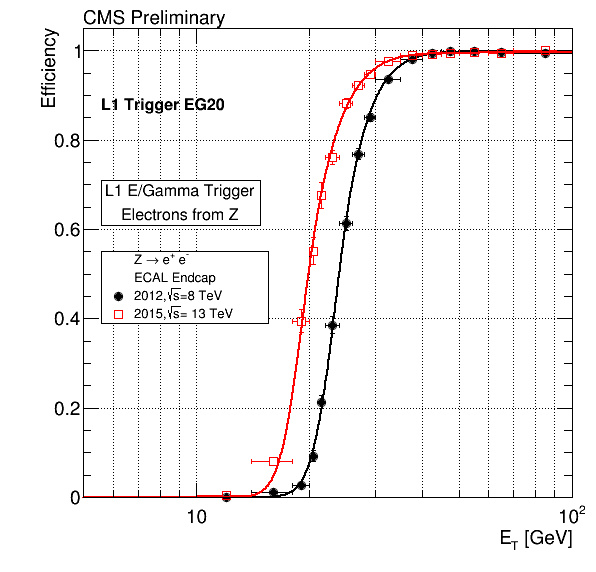 CMS Preliminary
Efficiency
1
0.8
0.6
0.4
0.2
0
L1 Trigger EG20
L1 E/Gamma Trigger
Electrons from Z
Z → e⁺ e⁻
ECAL Endcap
2012,√s=8 TeV
2015,√s= 13 TeV
10
10²
E_T [GeV]